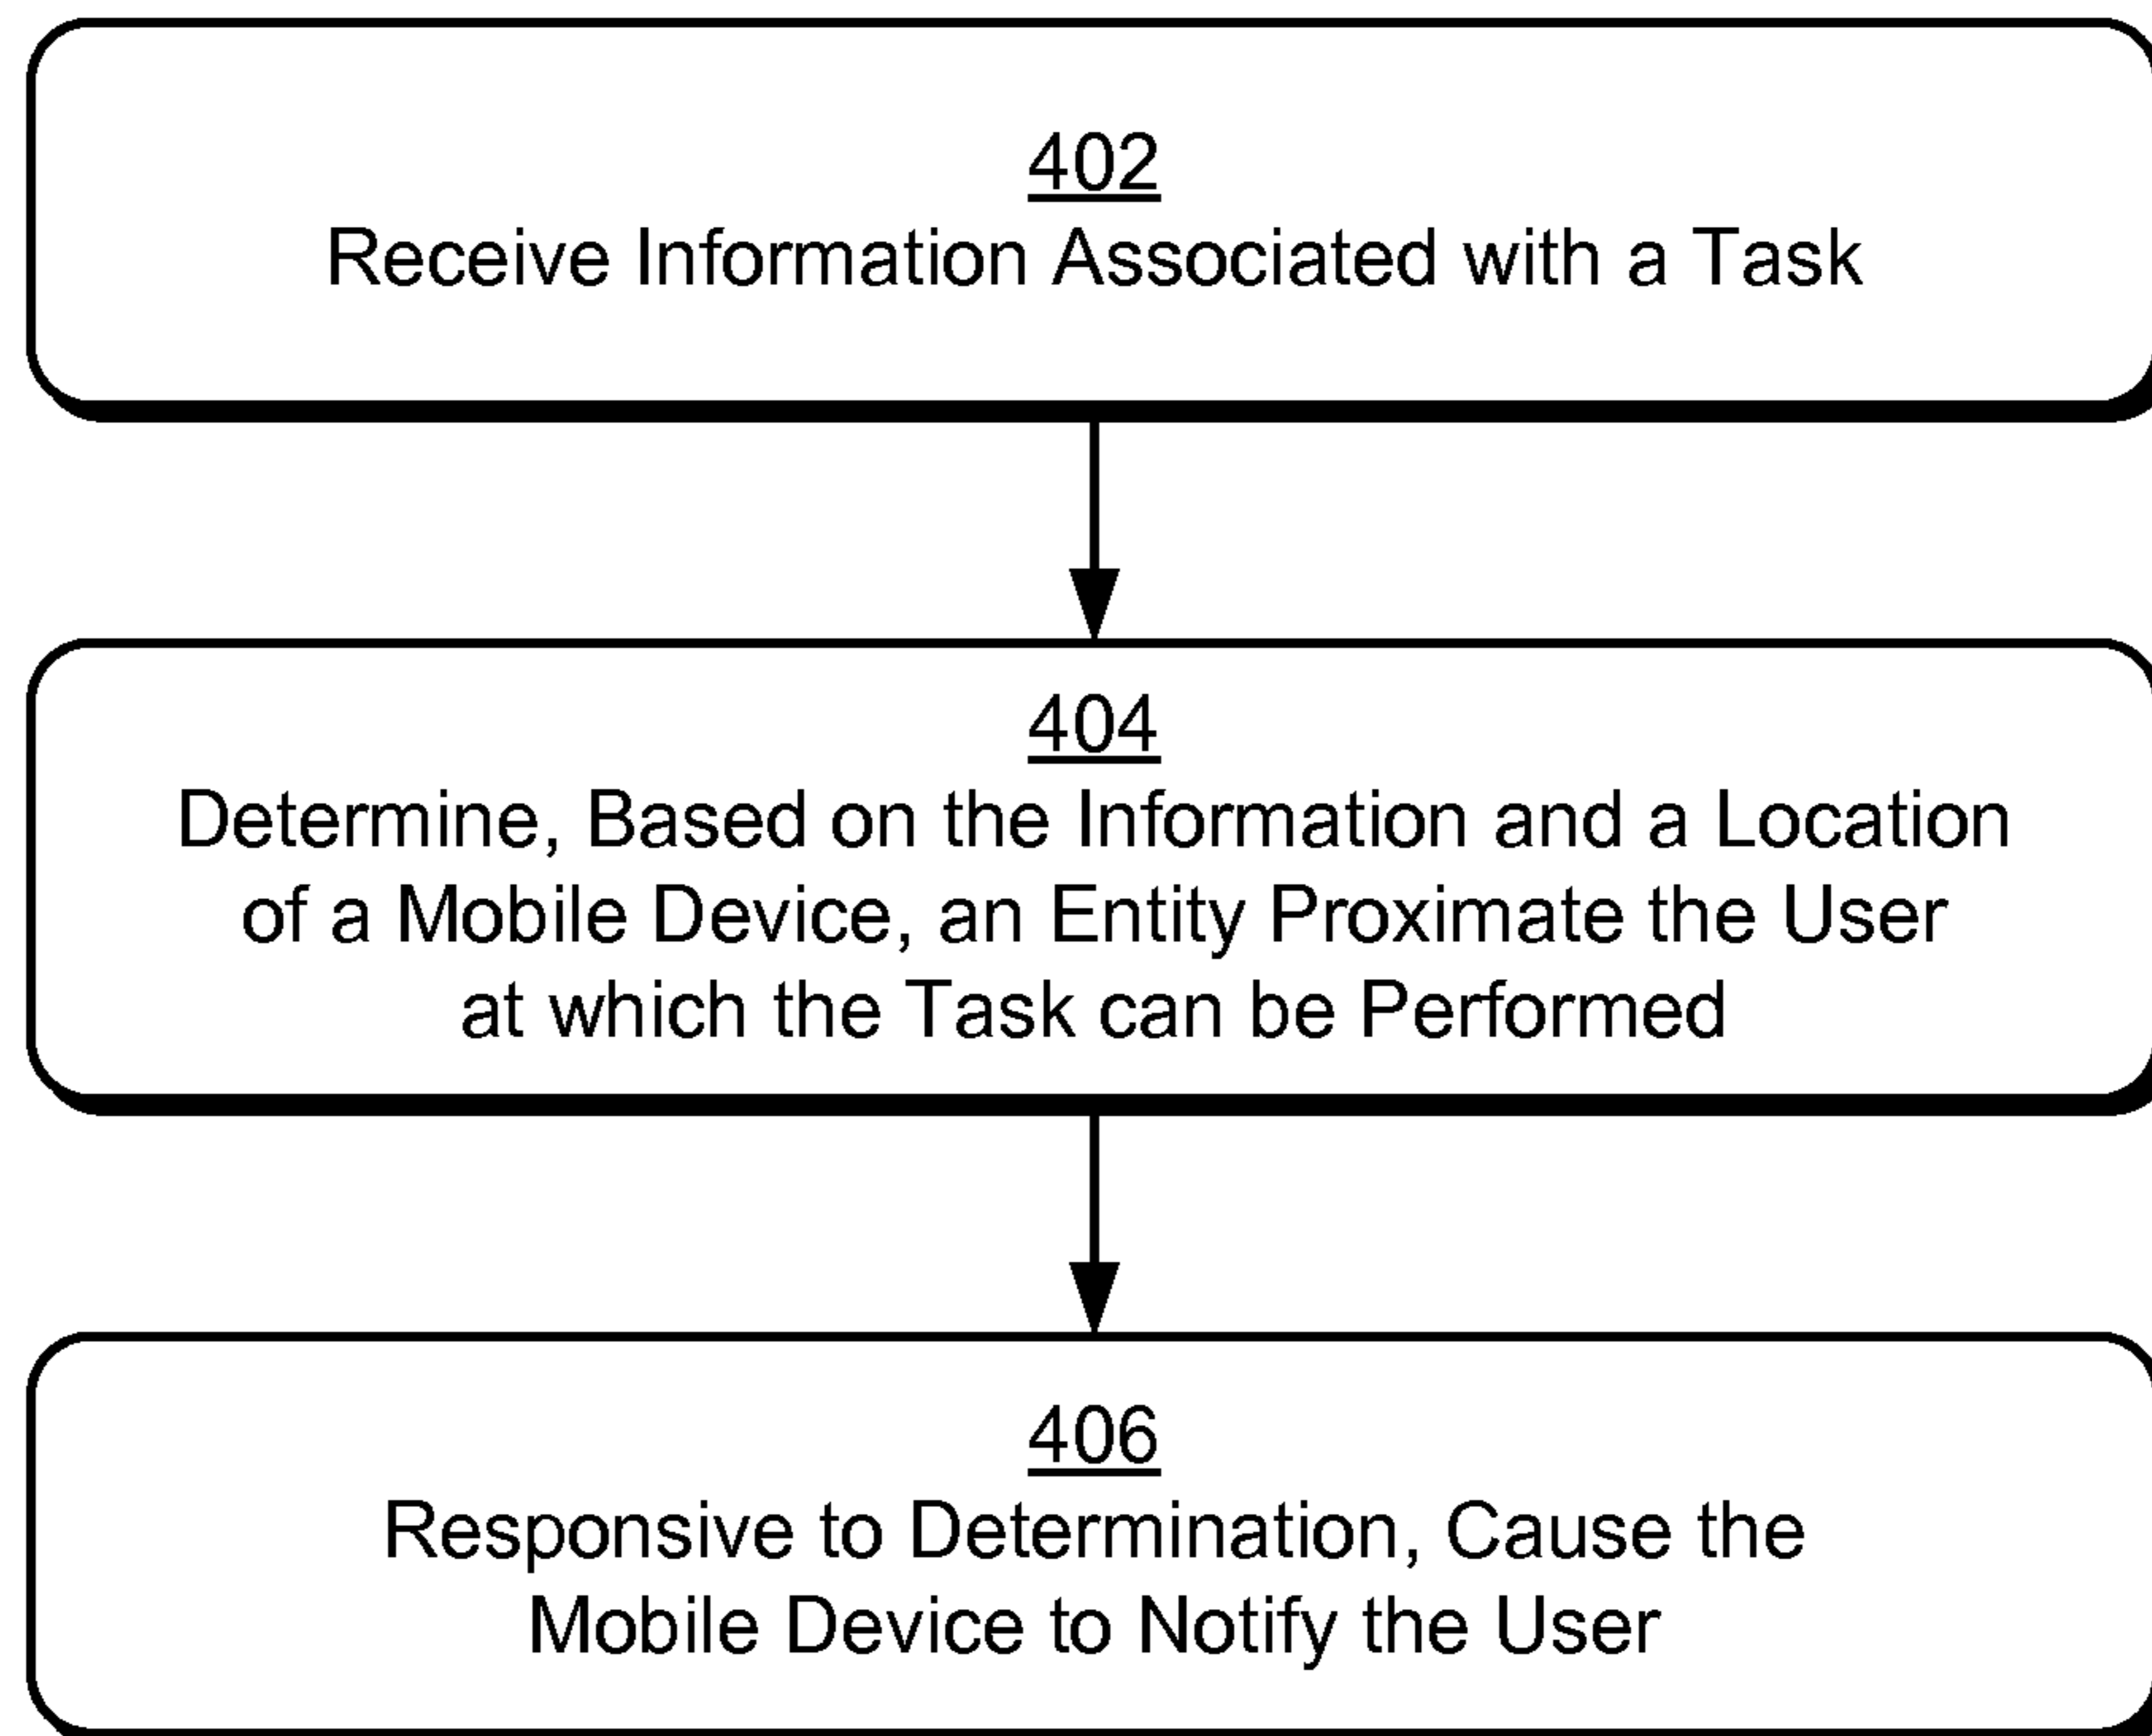 402
Receive Information Associated with a Task
404
Determine, Based on the Information and a Location
of a Mobile Device, an Entity Proximate the User
at which the Task can be Performed
406
Responsive to Determination, Cause the
Mobile Device to Notify the User